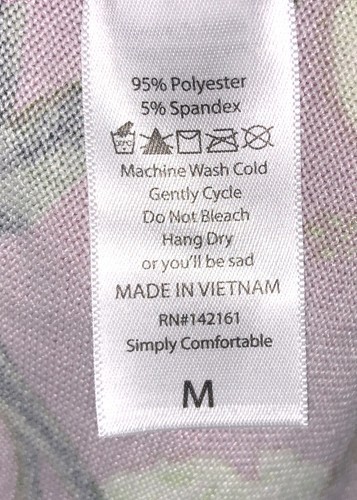 95% Polyester
5% Spandex
Machine Wash Cold
Gently Cycle
Do Not Bleach
Hang Dry
or you'll be sad
MADE IN VIETNAM
RN#142161
Simply Comfortable
M